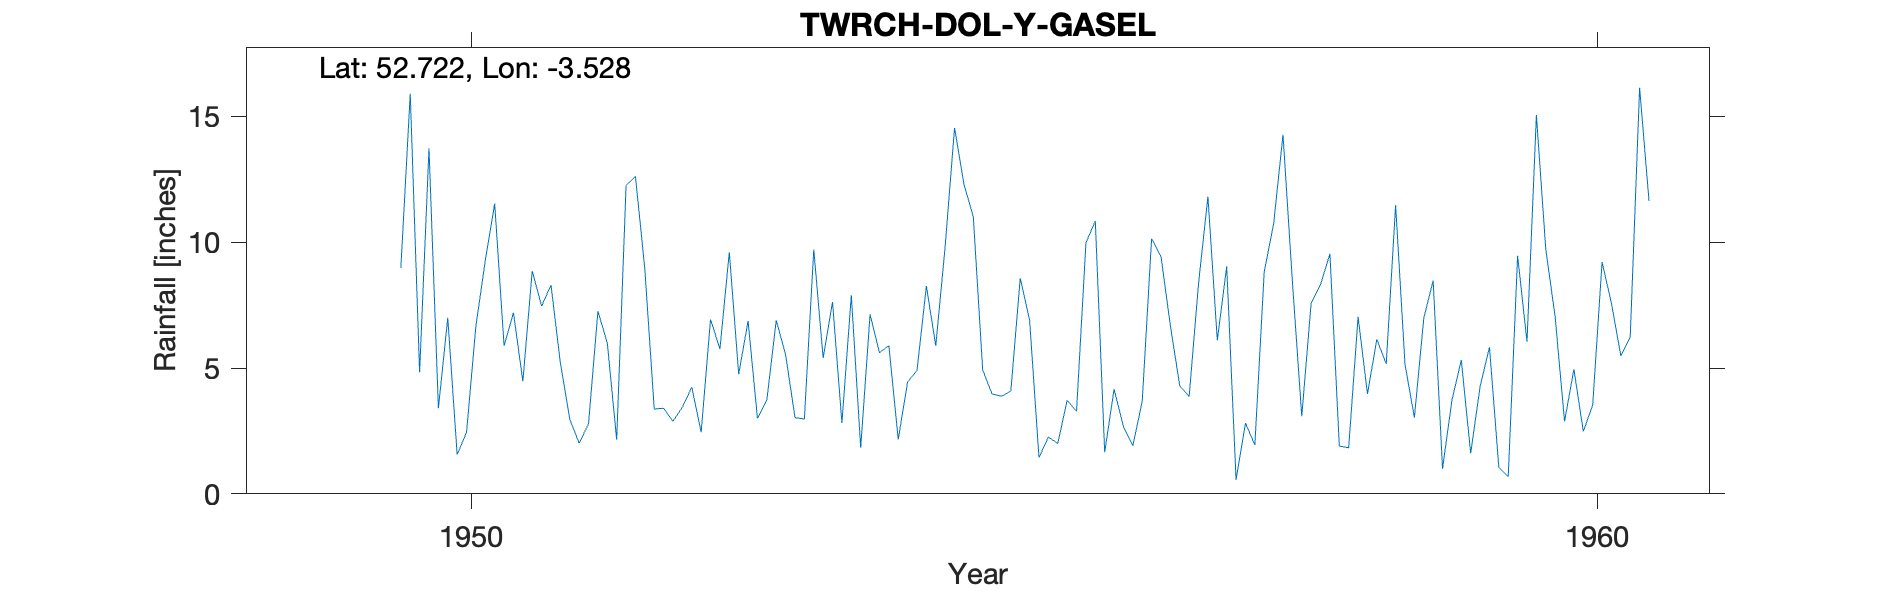 TWRCH-DOL-Y-GASEL
Lat: 52.722, Lon: -3.528
15
10
5
0
Rainfall [inches]
1950
1960
Year